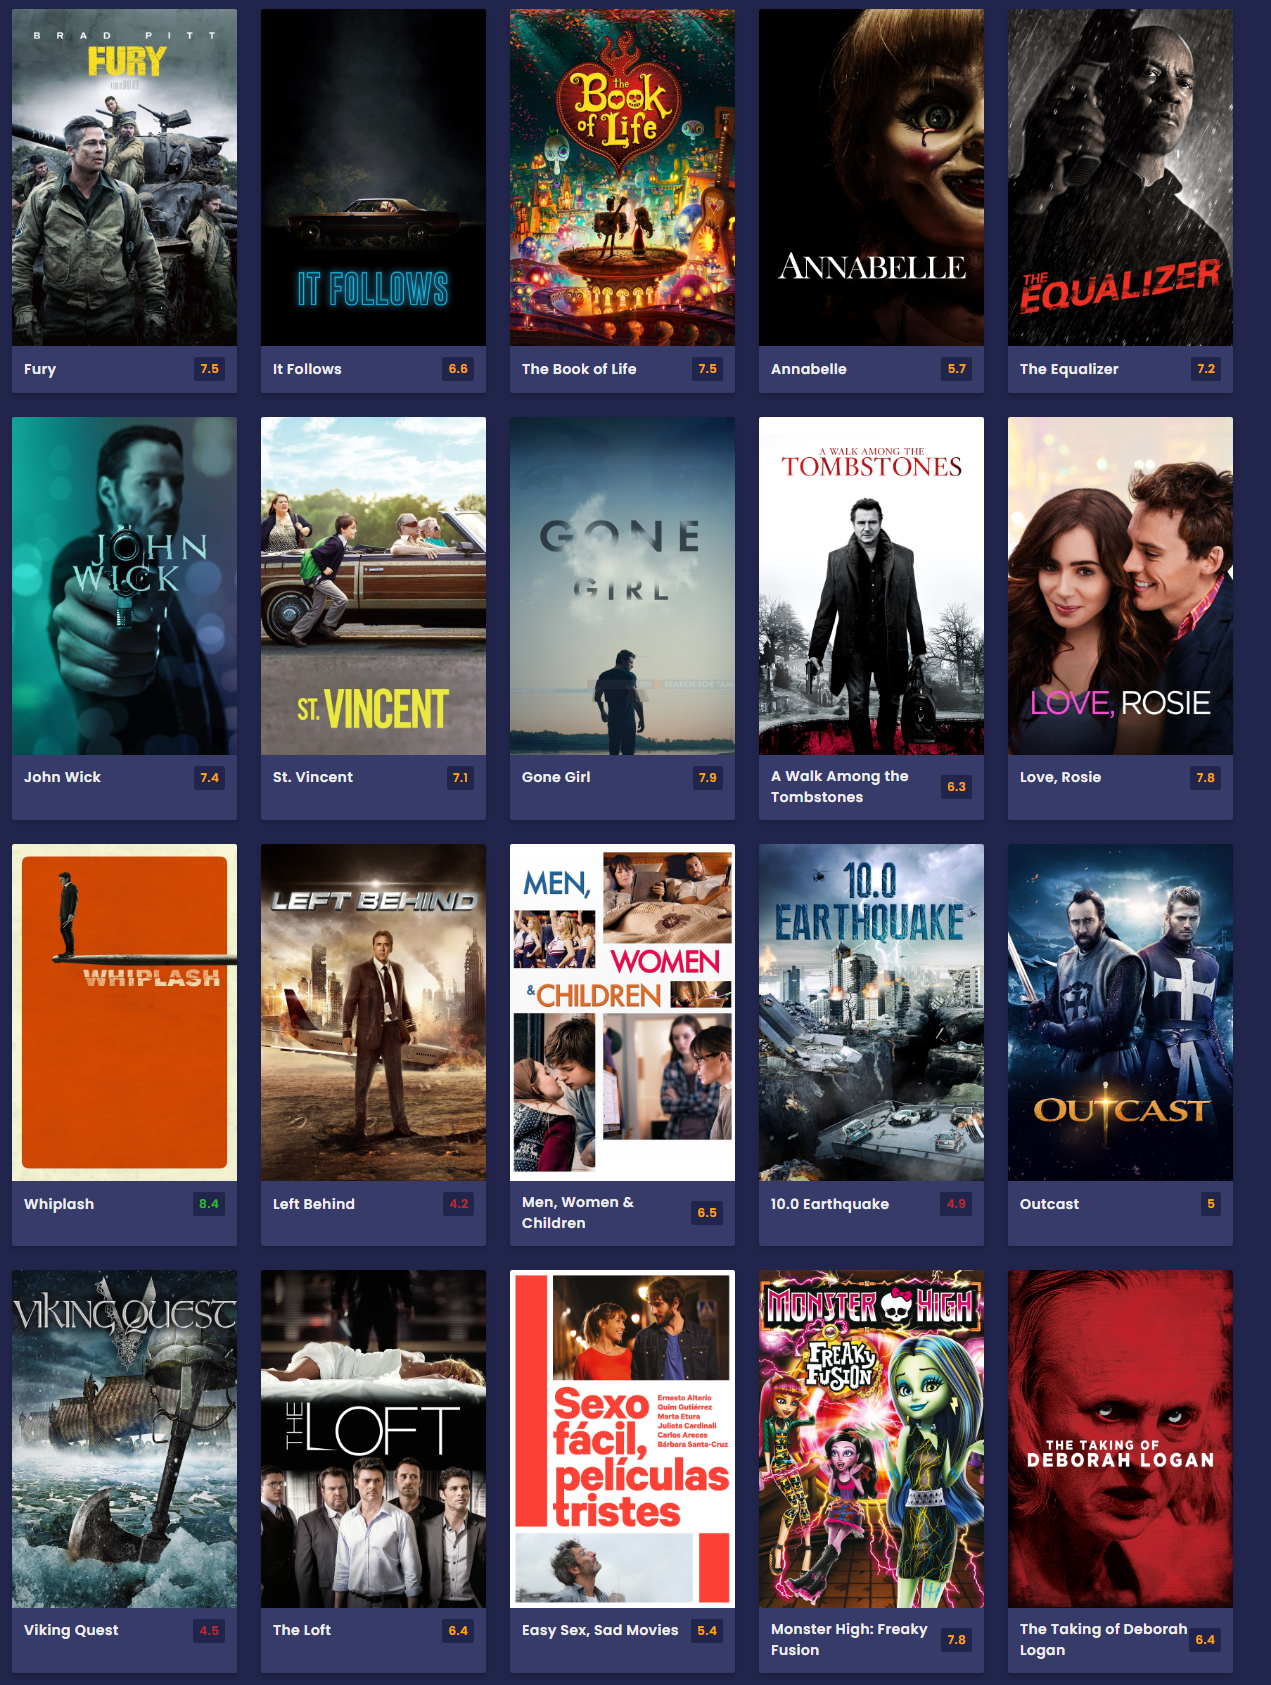 BRAD PITT
FURY
IT FOLLOWS
the
Book
of Life
ANNABELLE
THE
EQUALIZER
Fury 7.5
It Follows 6.6
The Book of Life 7.5
Annabelle 5.7
The Equalizer 7.2
JOHN
WICK
ST. VINCENT
GONE
GIRL
SEARCH FOR "AM
A WALK AMONG THE
TOMBSTONES
LOVE, ROSIE
John Wick 7.4
St. Vincent 7.1
Gone Girl 7.9
A Walk Among the
Tombstones 6.3
Love, Rosie 7.8
WHIPLASH
LEFT BEHIND
MEN,
WOMEN
& CHILDREN
10.0
EARTHQUAKE
OUTCAST
Whiplash 8.4
Left Behind 4.2
Men, Women &
Children 6.5
10.0 Earthquake 4.9
Outcast 5
VIKING QUEST
THE LOFT
Sexo
fácil,
películas
tristes
Ernesto Alterio
Quim Gutiérrez
Marta Etura
Julieta Cardinali
Carlos Areces
Bárbara Santa-Cruz
MONSTER HIGH
FREAKY
FUSION
THE TAKING OF
DEBORAH LOGAN
Viking Quest 4.5
The Loft 6.4
Easy Sex, Sad Movies 5.4
Monster High: Freaky
Fusion 7.8
The Taking of Deborah
Logan 6.4